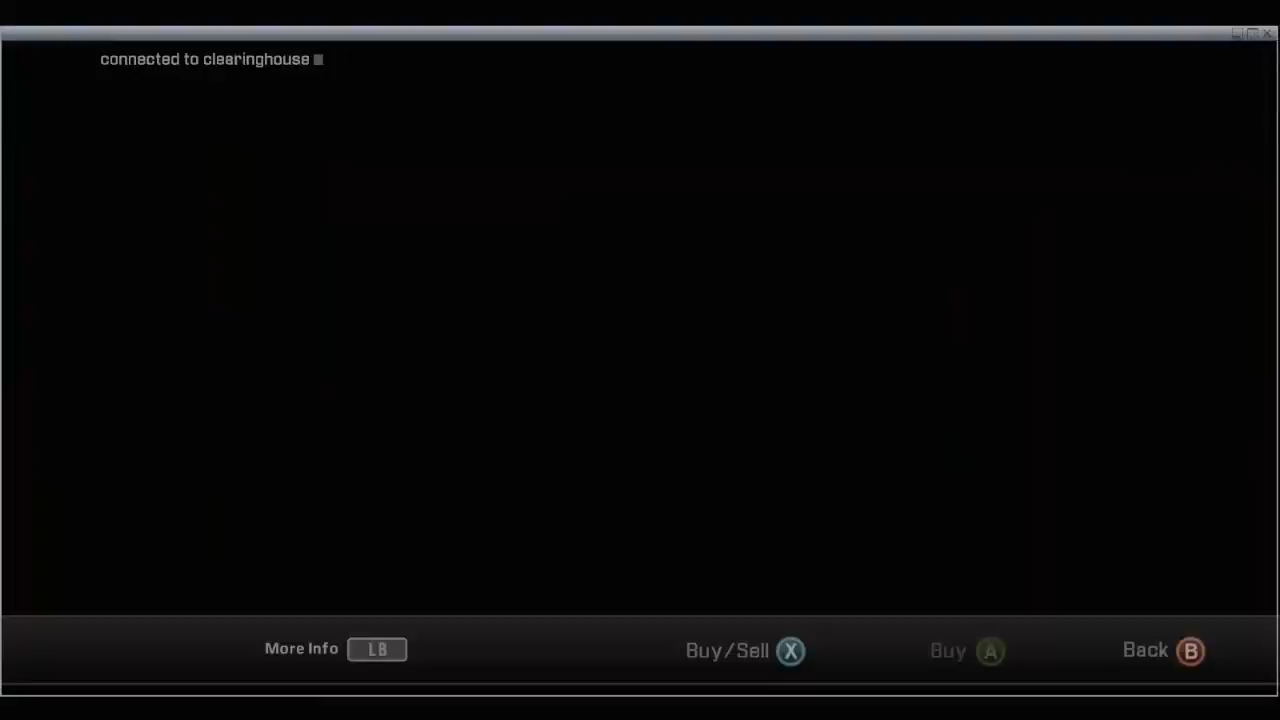 connected to clearinghouse
More Info LB
Buy/Sell X
Buy A
Back B